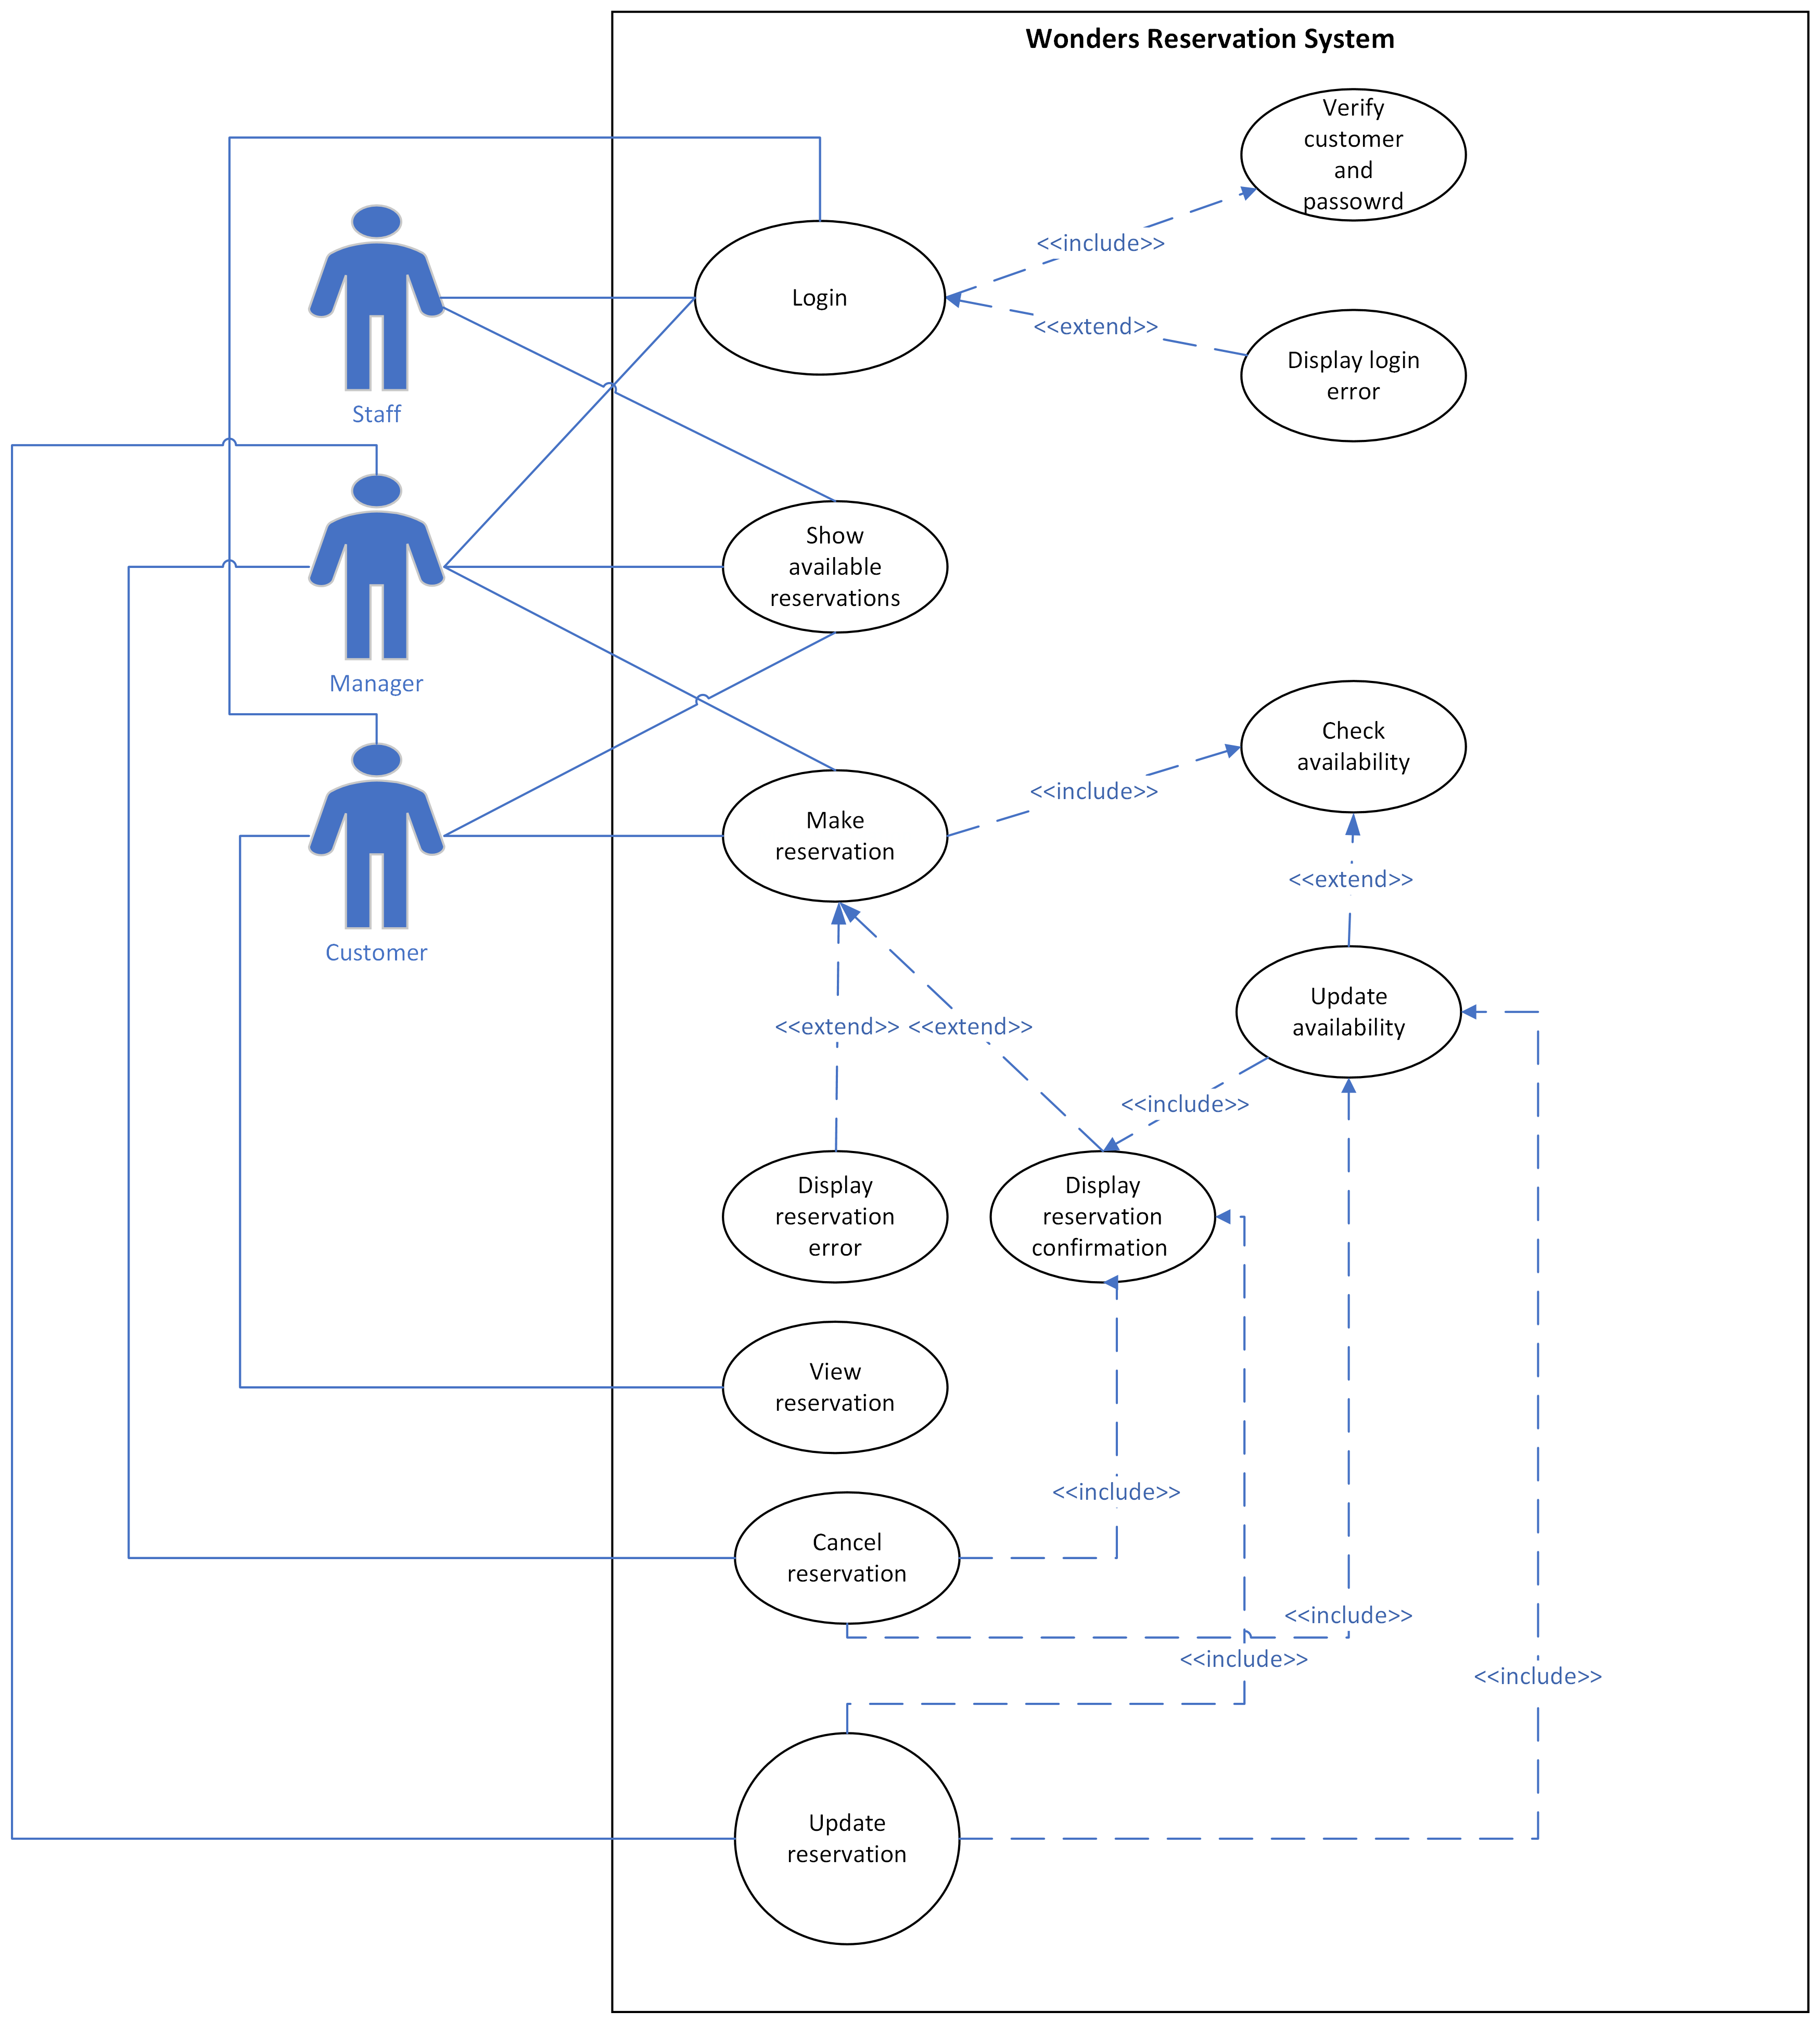 Wonders Reservation System
Verify
customer
and
passowrd
<<include>>
Login
<<extend>>
Display login
error
Staff
Show
available
reservations
Manager
Check
availability
<<include>>
Make
reservation
<<extend>>
Customer
Update
availability
<<extend>>
<<extend>>
<<include>>
Display
reservation
error
Display
reservation
confirmation
View
reservation
<<include>>
Cancel
reservation
<<include>>
<<include>>
<<include>>
Update
reservation